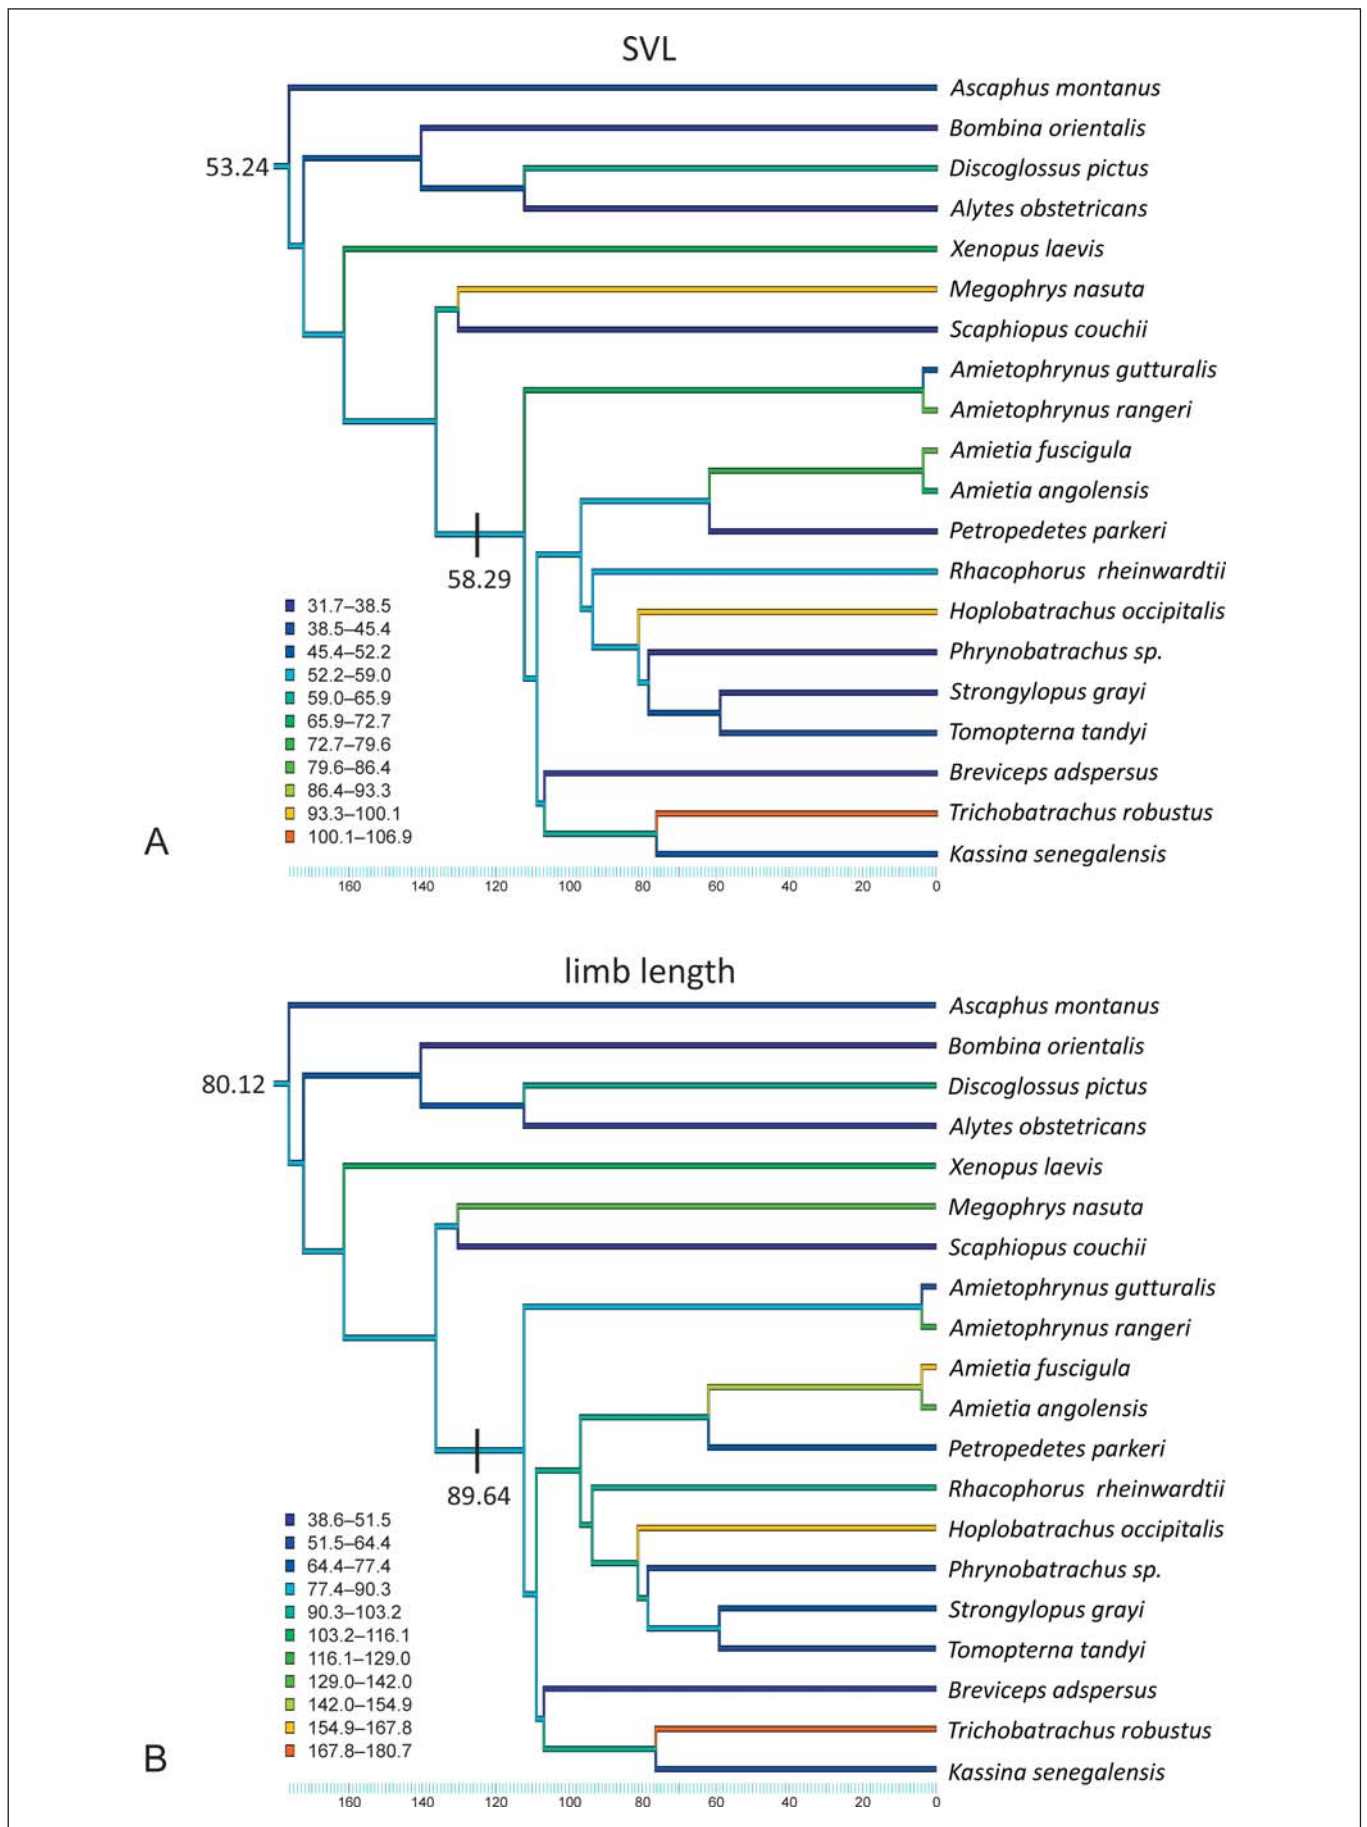 SVL
Ascaphus montanus
Bombina orientalis
53.24
Discoglossus pictus
Alytes obstetricans
Xenopus laevis
Megophrys nasuta
Scaphiopus couchii
Amietophrynus gutturalis
Amietophrynus rangeri
Amietia fuscigula
Amietia angolensis
Petropedetes parkeri
Rhacophorus rheinwardtii
58.29
Hoplobatrachus occipitalis
Phrynobatrachus sp.
Strongylopus grayi
Tomopterna tandyi
Breviceps adspersus
Trichobatrachus robustus
Kassina senegalensis
31.7–38.5
38.5–45.4
45.4–52.2
52.2–59.0
59.0–65.9
65.9–72.7
72.7–79.6
79.6–86.4
86.4–93.3
93.3–100.1
100.1–106.9
A
160 140 120 100 80 60 40 20 0
limb length
Ascaphus montanus
Bombina orientalis
80.12
Discoglossus pictus
Alytes obstetricans
Xenopus laevis
Megophrys nasuta
Scaphiopus couchii
Amietophrynus gutturalis
Amietophrynus rangeri
Amietia fuscigula
Amietia angolensis
Petropedetes parkeri
Rhacophorus rheinwardtii
89.64
Hoplobatrachus occipitalis
Phrynobatrachus sp.
Strongylopus grayi
Tomopterna tandyi
Breviceps adspersus
Trichobatrachus robustus
Kassina senegalensis
38.6–51.5
51.5–64.4
64.4–77.4
77.4–90.3
90.3–103.2
103.2–116.1
116.1–129.0
129.0–142.0
142.0–154.9
154.9–167.8
167.8–180.7
B
160 140 120 100 80 60 40 20 0